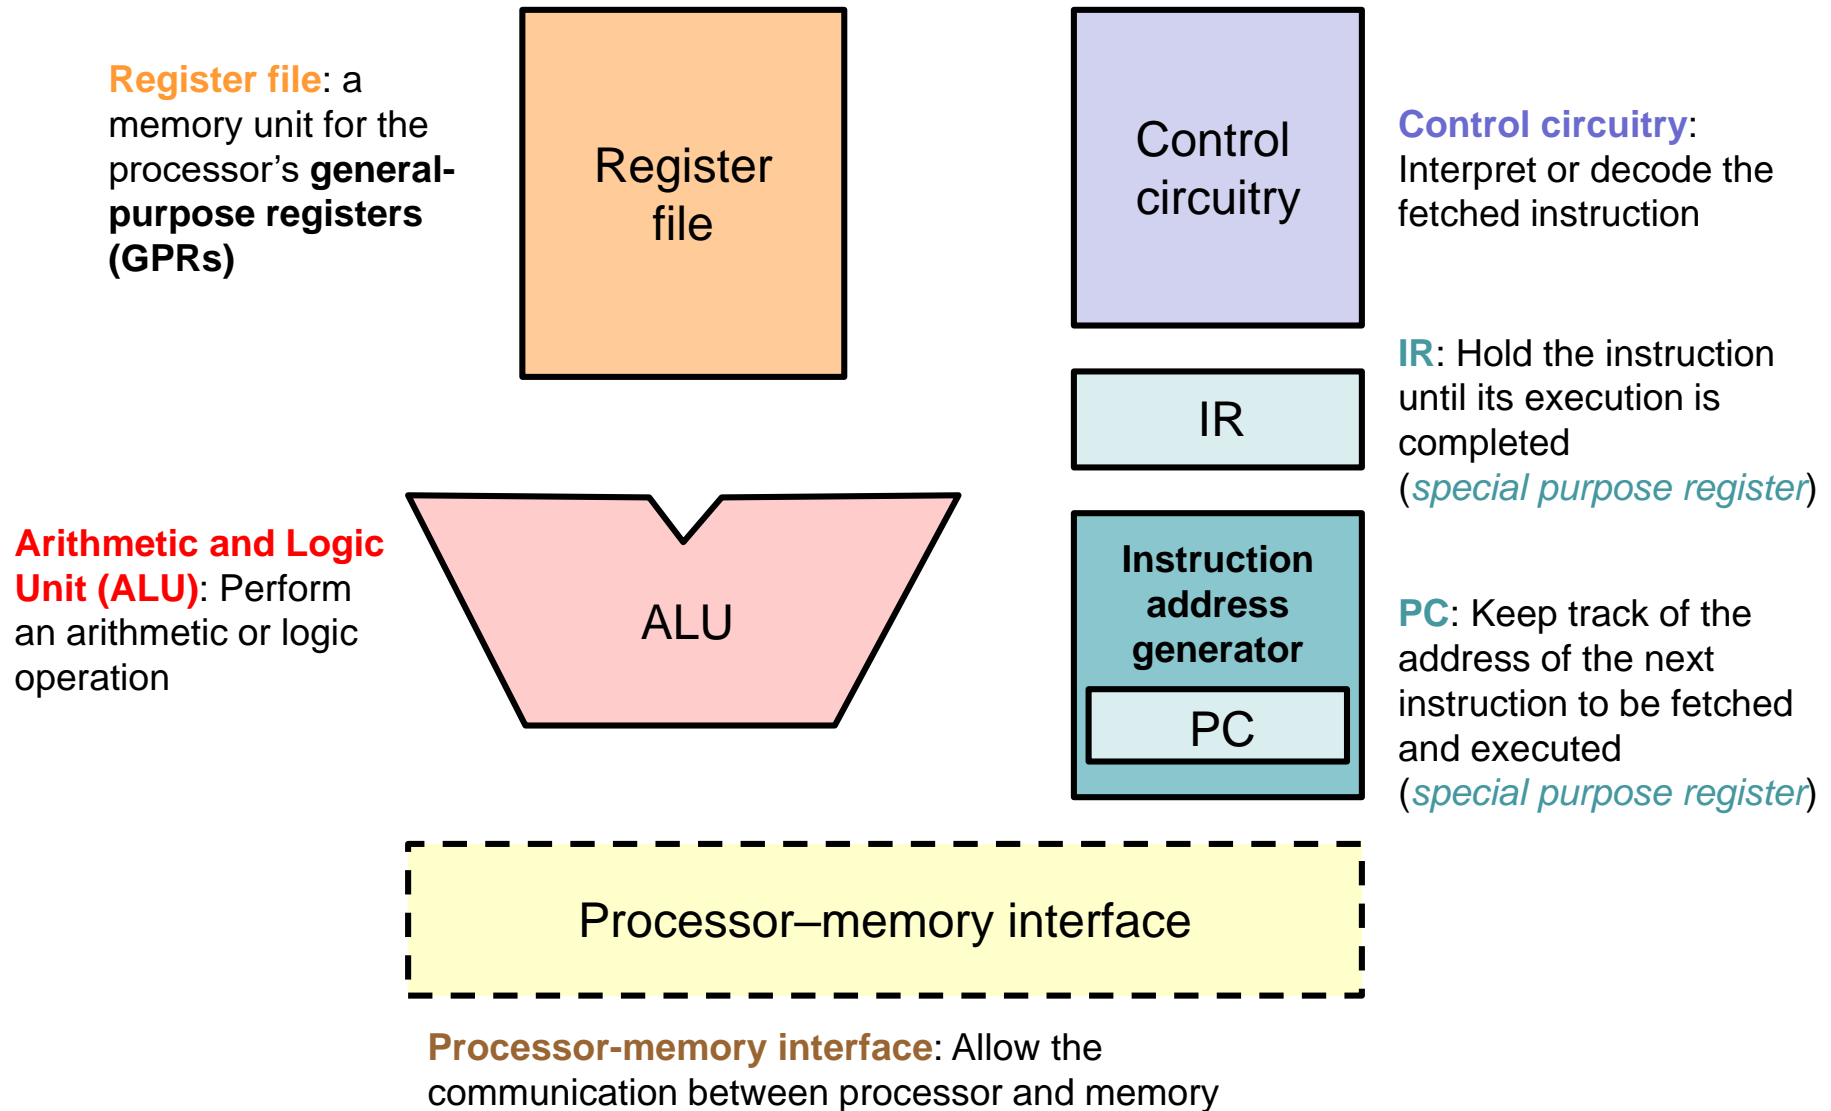 Register file: a
memory unit for the
processor’s general-
purpose registers
(GPRs)
Register
file
Control
circuitry
Control circuitry:
Interpret or decode the
fetched instruction
IR
IR: Hold the instruction
until its execution is
completed
(special purpose register)
Arithmetic and Logic
Unit (ALU): Perform
an arithmetic or logic
operation
ALU
Instruction
address
generator
PC
PC: Keep track of the
address of the next
instruction to be fetched
and executed
(special purpose register)
Processor–memory interface
Processor-memory interface: Allow the
communication between processor and memory